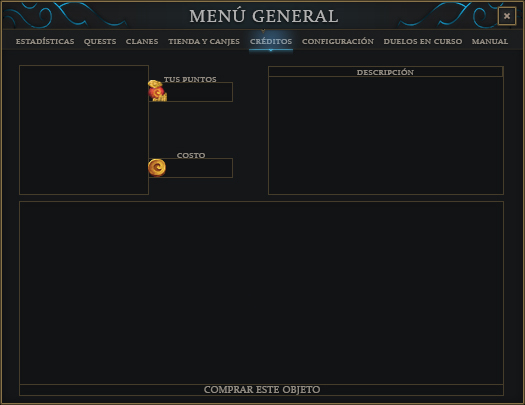 MENÚ GENERAL
ESTADÍSTICAS QUESTS CLANES TIENDA Y CANJES CRÉDITOS CONFIGURACIÓN DUELOS EN CURSO MANUAL
TUS PUNTOS
DESCRIPCIÓN
COSTO
COMPRAR ESTE OBJETO